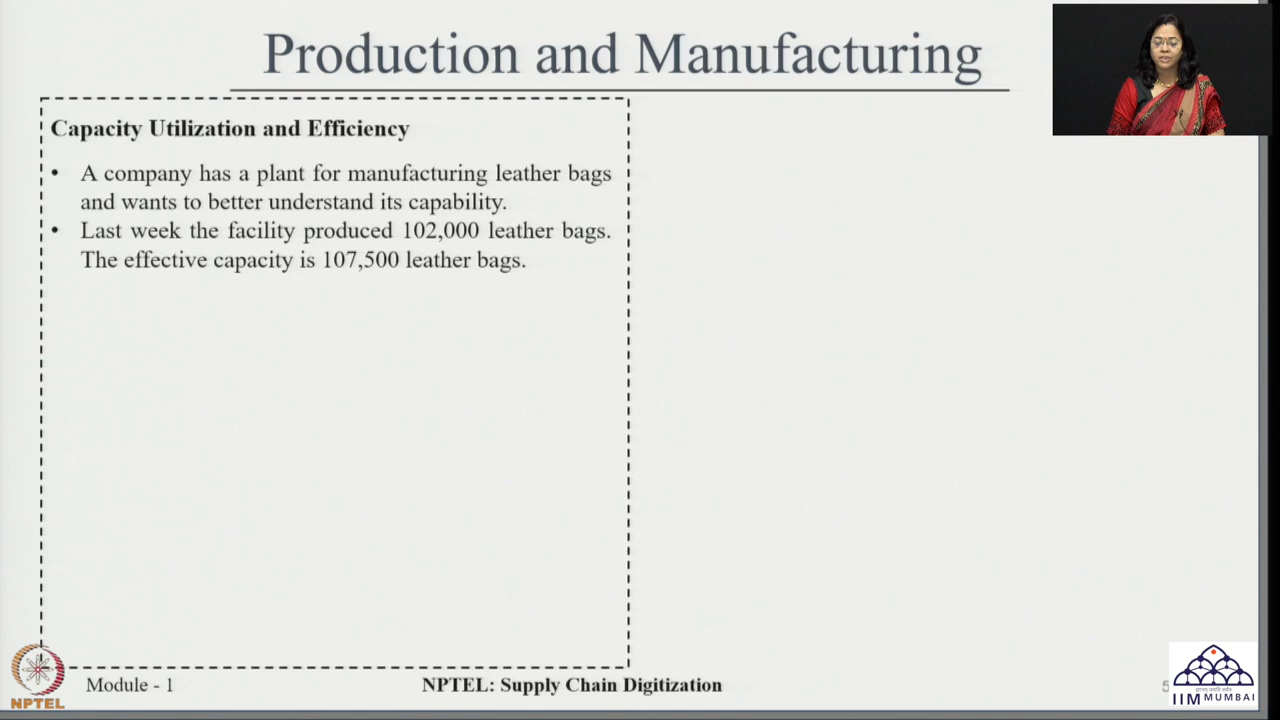 Production and Manufacturing
Capacity Utilization and Efficiency
• A company has a plant for manufacturing leather bags
and wants to better understand its capability.
• Last week the facility produced 102,000 leather bags.
The effective capacity is 107,500 leather bags.
Module - 1
NPTEL: Supply Chain Digitization
NPTEL
IIM MUMBAI